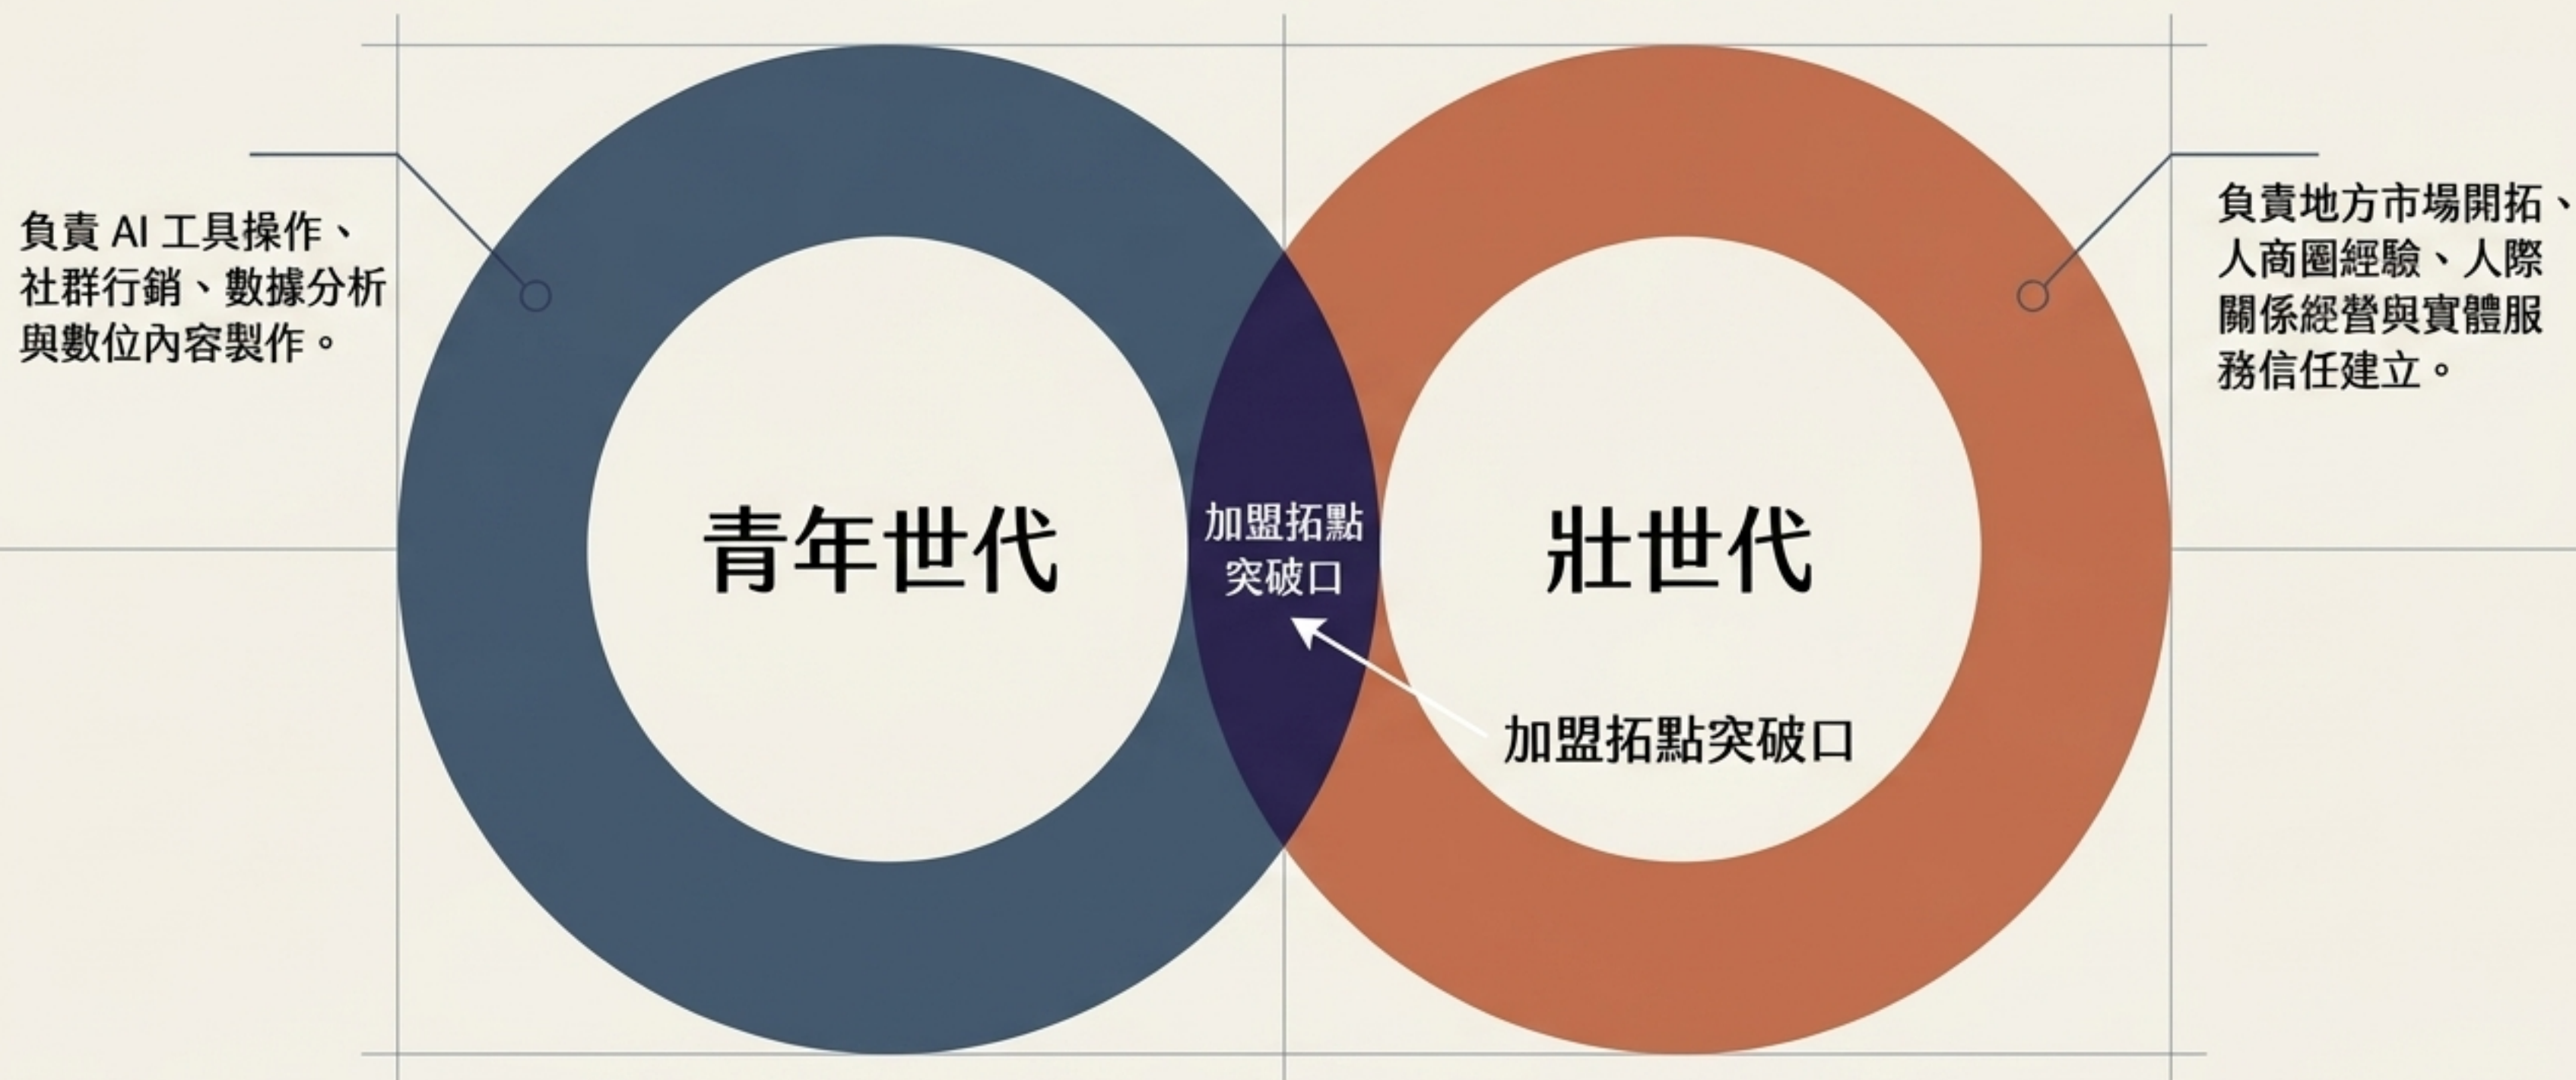 負責 AI 工具操作、
社群行銷、數據分析
與數位內容製作。
青年世代
加盟拓點
突破口
壯世代
加盟拓點突破口
負責地方市場開拓、
人商圈經驗、人際
關係經營與實體服
務信任建立。